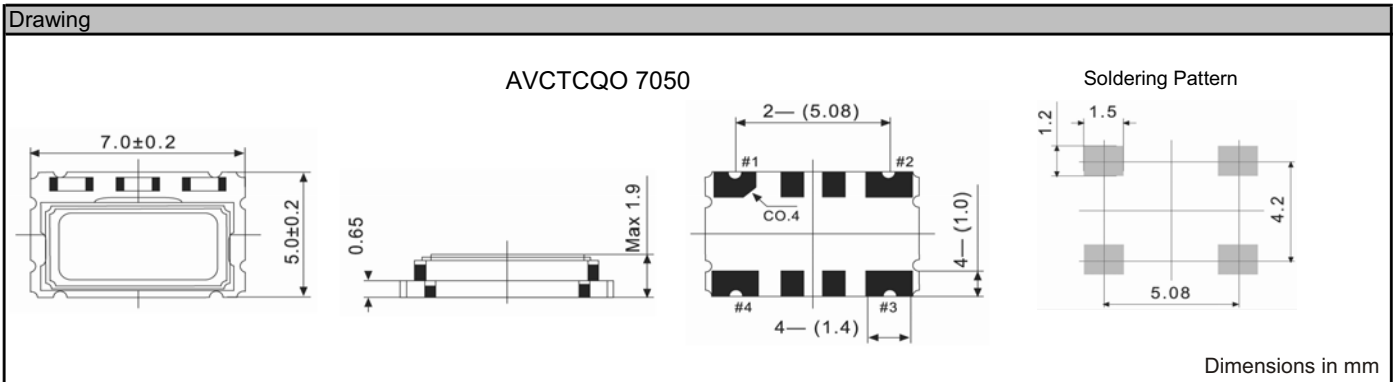 Drawing
AVCTCQO 7050
Soldering Pattern
7.0±0.2
5.0±0.2
0.65
Max 1.9
2— (5.08)
#1
#2
CO.4
4— (1.0)
#4
#3
4— (1.4)
1.2
1.5
4.2
5.08
Dimensions in mm